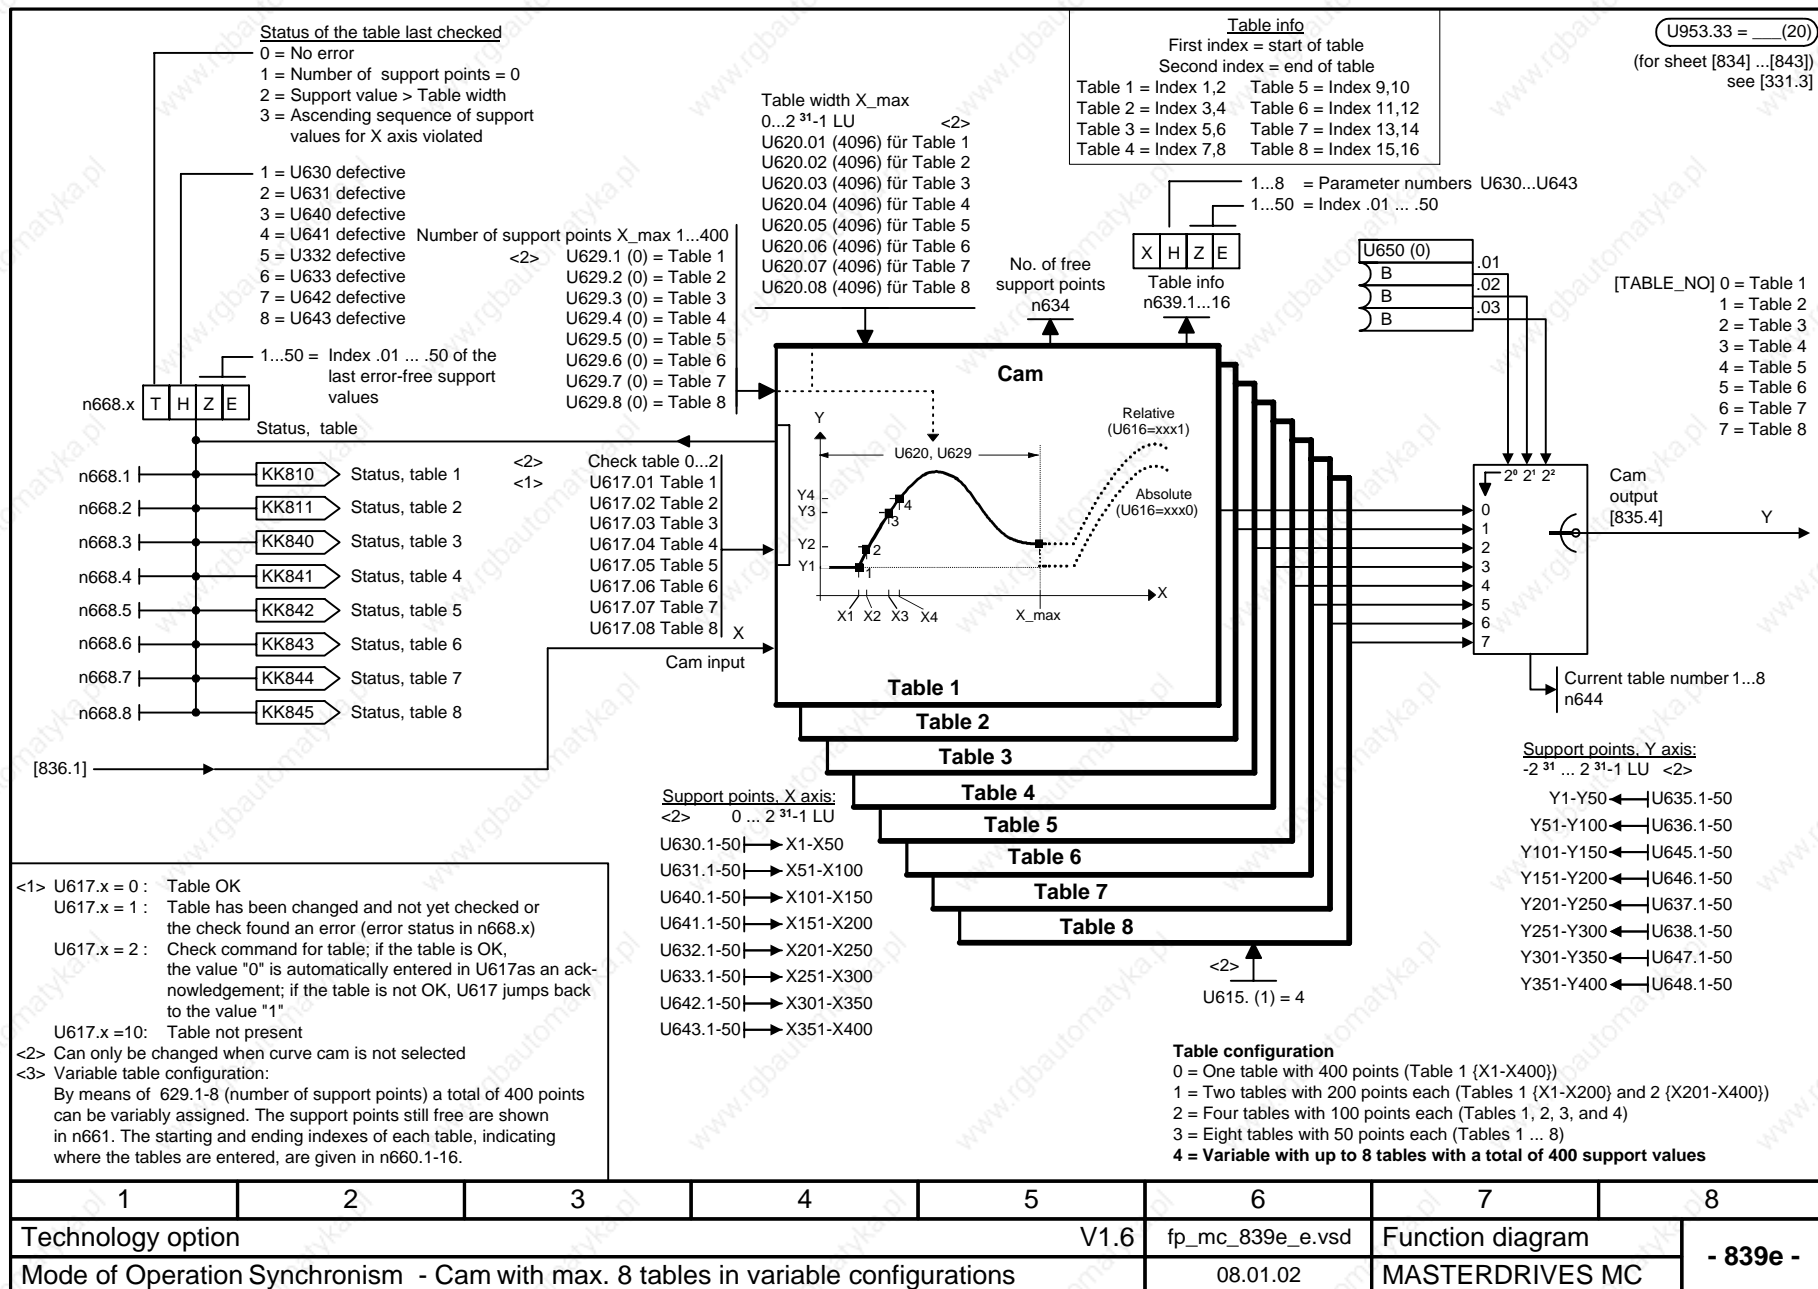 Status of the table last checked
0 = No error
1 = Number of support points = 0
2 = Support value > Table width
3 = Ascending sequence of support
values for X axis violated
1 = U630 defective
2 = U631 defective
3 = U640 defective
4 = U641 defective
5 = U332 defective
6 = U633 defective
7 = U642 defective
8 = U643 defective
1...50 = Index .01 ... .50 of the
last error-free support
values
n668.x T H Z E
Status, table
n668.1 KK810 Status, table 1
n668.2 KK811 Status, table 2
n668.3 KK840 Status, table 3
n668.4 KK841 Status, table 4
n668.5 KK842 Status, table 5
n668.6 KK843 Status, table 6
n668.7 KK844 Status, table 7
n668.8 KK845 Status, table 8
[836.1]
Number of support points X_max 1...400
<2> U629.1 (0) = Table 1
U629.2 (0) = Table 2
U629.3 (0) = Table 3
U629.4 (0) = Table 4
U629.5 (0) = Table 5
U629.6 (0) = Table 6
U629.7 (0) = Table 7
U629.8 (0) = Table 8
<2> Check table 0...2
<1> U617.01 Table 1
U617.02 Table 2
U617.03 Table 3
U617.04 Table 4
U617.05 Table 5
U617.06 Table 6
U617.07 Table 7
U617.08 Table 8
X
Cam input
Table width X_max
0...2 31-1 LU <2>
U620.01 (4096) für Table 1
U620.02 (4096) für Table 2
U620.03 (4096) für Table 3
U620.04 (4096) für Table 4
U620.05 (4096) für Table 5
U620.06 (4096) für Table 6
U620.07 (4096) für Table 7
U620.08 (4096) für Table 8
Table info
First index = start of table
Second index = end of table
Table 1 = Index 1,2 Table 5 = Index 9,10
Table 2 = Index 3,4 Table 6 = Index 11,12
Table 3 = Index 5,6 Table 7 = Index 13,14
Table 4 = Index 7,8 Table 8 = Index 15,16
U953.33 = ___(20)
(for sheet [834] ...[843])
see [331.3]
1...8 = Parameter numbers U630...U643
1...50 = Index .01 ... .50
X H Z E
Table info
n639.1...16
No. of free
support points
n634
U650 (0)
B .01
B .02
B .03
[TABLE_NO] 0 = Table 1
1 = Table 2
2 = Table 3
3 = Table 4
4 = Table 5
5 = Table 6
6 = Table 7
7 = Table 8
Cam
Y
Relative
(U616=xxx1)
U620, U629
Absolute
(U616=xxx0)
Y4
Y3
Y2
Y1
4
3
2
1
X
X1 X2 X3 X4 X_max
Table 1
Table 2
Table 3
Table 4
Table 5
Table 6
Table 7
Table 8
2⁰ 2¹ 2²
0
1
2
3
4
5
6
7
Cam
output
[835.4]
Y
Current table number 1...8
n644
Support points, X axis:
<2> 0 ... 2 31-1 LU
U630.1-50 X1-X50
U631.1-50 X51-X100
U640.1-50 X101-X150
U641.1-50 X151-X200
U632.1-50 X201-X250
U633.1-50 X251-X300
U642.1-50 X301-X350
U643.1-50 X351-X400
Support points, Y axis:
-2 31 ... 2 31-1 LU <2>
Y1-Y50 U635.1-50
Y51-Y100 U636.1-50
Y101-Y150 U645.1-50
Y151-Y200 U646.1-50
Y201-Y250 U637.1-50
Y251-Y300 U638.1-50
Y301-Y350 U647.1-50
Y351-Y400 U648.1-50
<2>
U615. (1) = 4
Table configuration
0 = One table with 400 points (Table 1 {X1-X400})
1 = Two tables with 200 points each (Tables 1 {X1-X200} and 2 {X201-X400})
2 = Four tables with 100 points each (Tables 1, 2, 3, and 4)
3 = Eight tables with 50 points each (Tables 1 ... 8)
4 = Variable with up to 8 tables with a total of 400 support values
<1> U617.x = 0 : Table OK
U617.x = 1 : Table has been changed and not yet checked or
the check found an error (error status in n668.x)
U617.x = 2 : Check command for table; if the table is OK,
the value "0" is automatically entered in U617as an ack-
nowledgement; if the table is not OK, U617 jumps back
to the value "1"
U617.x =10: Table not present
<2> Can only be changed when curve cam is not selected
<3> Variable table configuration:
By means of 629.1-8 (number of support points) a total of 400 points
can be variably assigned. The support points still free are shown
in n661. The starting and ending indexes of each table, indicating
where the tables are entered, are given in n660.1-16.
1 2 3 4 5 6 7 8
Technology option V1.6 fp_mc_839e_e.vsd Function diagram
- 839e -
Mode of Operation Synchronism - Cam with max. 8 tables in variable configurations 08.01.02 MASTERDRIVES MC
www.rgbautomatyka.pl